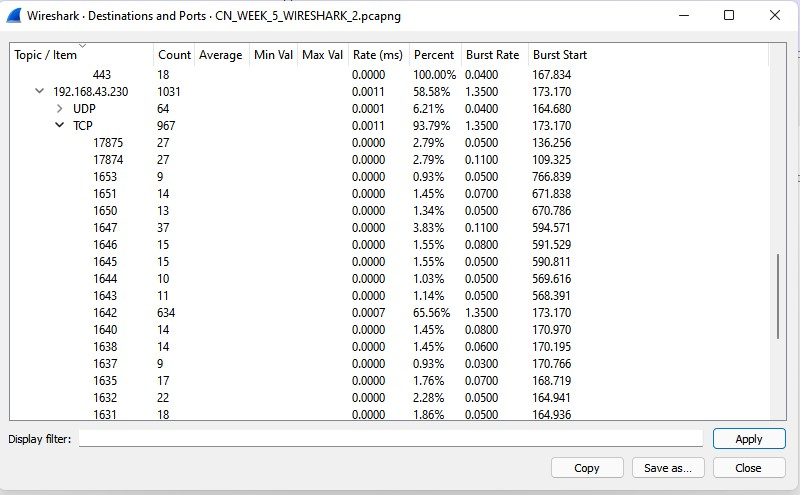 Wireshark · Destinations and Ports · CN_WEEK_5_WIRESHARK_2.pcapng
Topic / Item Count Average Min Val Max Val Rate (ms) Percent Burst Rate Burst Start
443 18 0.0000 100.00% 0.0400 167.834
192.168.43.230 1031 0.0011 58.58% 1.3500 173.170
UDP 64 0.0001 6.21% 0.0400 164.680
TCP 967 0.0011 93.79% 1.3500 173.170
17875 27 0.0000 2.79% 0.0500 136.256
17874 27 0.0000 2.79% 0.1100 109.325
1653 9 0.0000 0.93% 0.0500 766.839
1651 14 0.0000 1.45% 0.0700 671.838
1650 13 0.0000 1.34% 0.0500 670.786
1647 37 0.0000 3.83% 0.1100 594.571
1646 15 0.0000 1.55% 0.0800 591.529
1645 15 0.0000 1.55% 0.0500 590.811
1644 10 0.0000 1.03% 0.0500 569.616
1643 11 0.0000 1.14% 0.0500 568.391
1642 634 0.0007 65.56% 1.3500 173.170
1640 14 0.0000 1.45% 0.0800 170.970
1638 14 0.0000 1.45% 0.0600 170.195
1637 9 0.0000 0.93% 0.0300 170.766
1635 17 0.0000 1.76% 0.0700 168.719
1632 22 0.0000 2.28% 0.0500 164.941
1631 18 0.0000 1.86% 0.0500 164.936
Display filter:
Apply
Copy Save as... Close